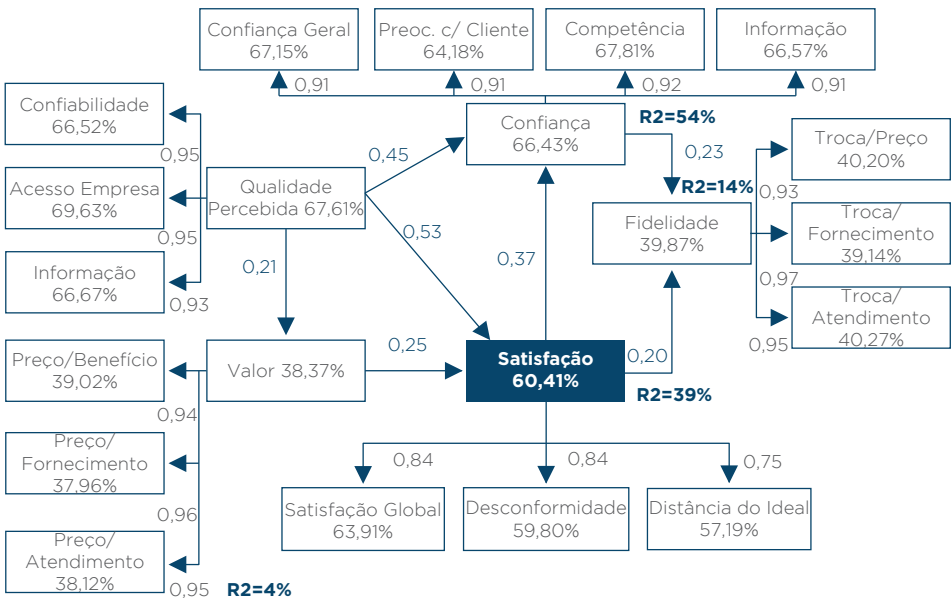 Confiança Geral
67,15%
Preoc. c/ Cliente
64,18%
Competência
67,81%
Informação
66,57%
0,91
0,91
0,92
0,91
Confiabilidade
66,52%
Confiança
66,43%
R2=54%
Troca/Preço
40,20%
0,95
0,45
0,23
Acesso Empresa
69,63%
Qualidade
Percebida 67,61%
R2=14%
0,93
Fidelidade
39,87%
Troca/
Fornecimento
39,14%
0,95
0,53
0,21
0,37
Informação
66,67%
0,93
0,97
Troca/
Atendimento
40,27%
0,95
Preço/Benefício
39,02%
Valor 38,37%
0,25
Satisfação
60,41%
0,20
R2=39%
0,94
Preço/
Fornecimento
37,96%
0,84
0,84
0,75
0,96
Satisfação Global
63,91%
Desconformidade
59,80%
Distância do Ideal
57,19%
Preço/
Atendimento
38,12%
0,95
R2=4%